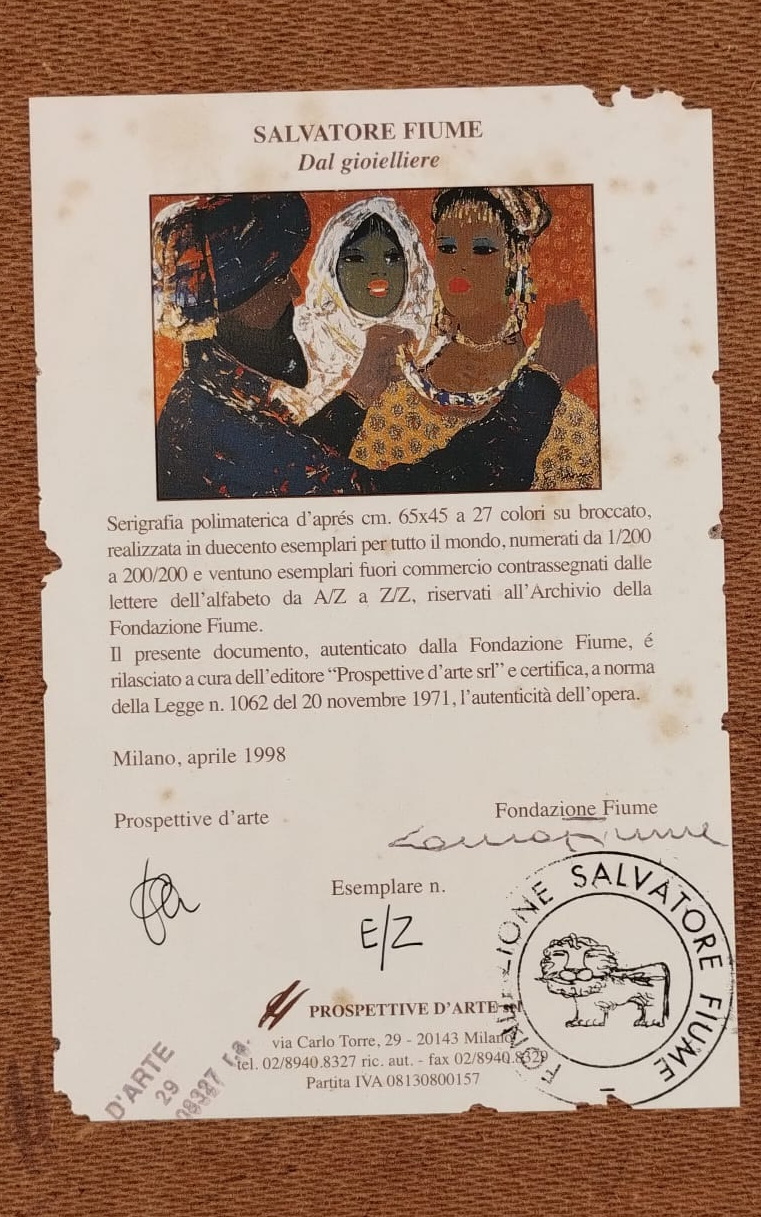 SALVATORE FIUME
Dal gioielliere
Serigrafia polimaterica d'aprés cm. 65x45 a 27 colori su broccato,
realizzata in duecento esemplari per tutto il mondo, numerati da 1/200
a 200/200 e ventuno esemplari fuori commercio contrassegnati dalle
lettere dell'alfabeto da A/Z a Z/Z, riservati all'Archivio della
Fondazione Fiume.
Il presente documento, autenticato dalla Fondazione Fiume, é
rilasciato a cura dell'editore “Prospettive d'arte srl” e certifica, a norma
della Legge n. 1062 del 20 novembre 1971, l'autenticità dell'opera.
Milano, aprile 1998
Prospettive d'arte
Fondazione Fiume
Fiume
Esemplare n.
E/Z
FONDAZIONE SALVATORE FIUME
PROSPETTIVE D'ARTE srl
via Carlo Torre, 29 - 20143 Milano
tel. 02/8940.8327 ric. aut. - fax 02/8940.8329
Partita IVA 08130800157
D'ARTE
29
08327 r.a.